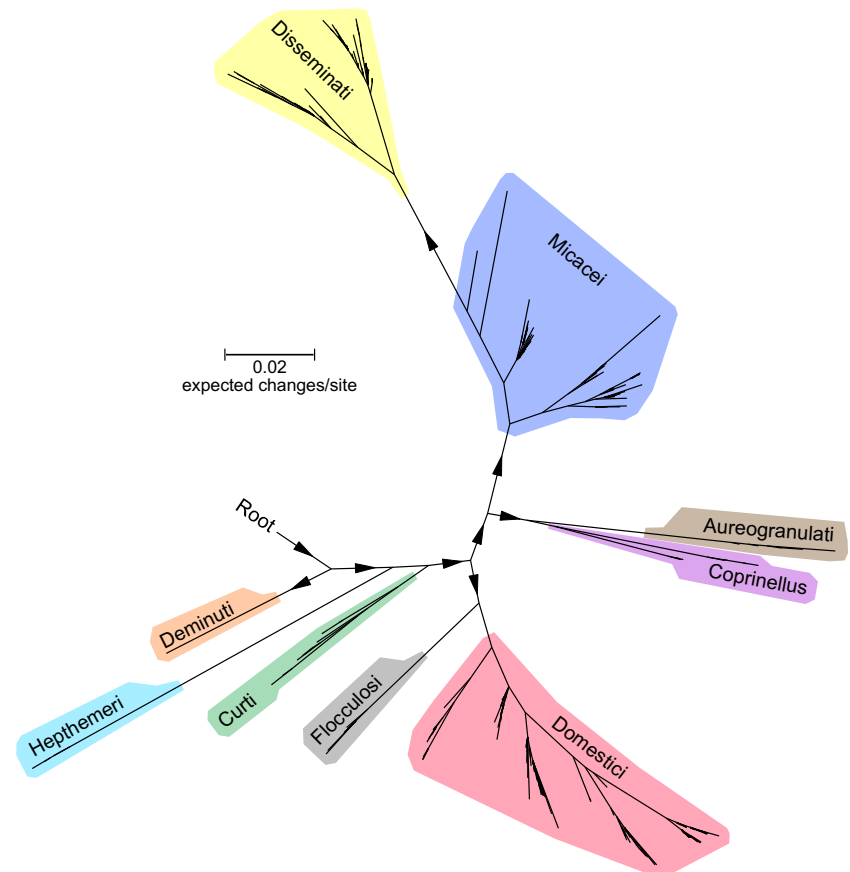 Disseminati
Micacei
0.02
expected changes/site
Root
Aureogranulati
Coprinellus
Deminuti
Hepthemeri
Curti
Flocculosi
Domestici